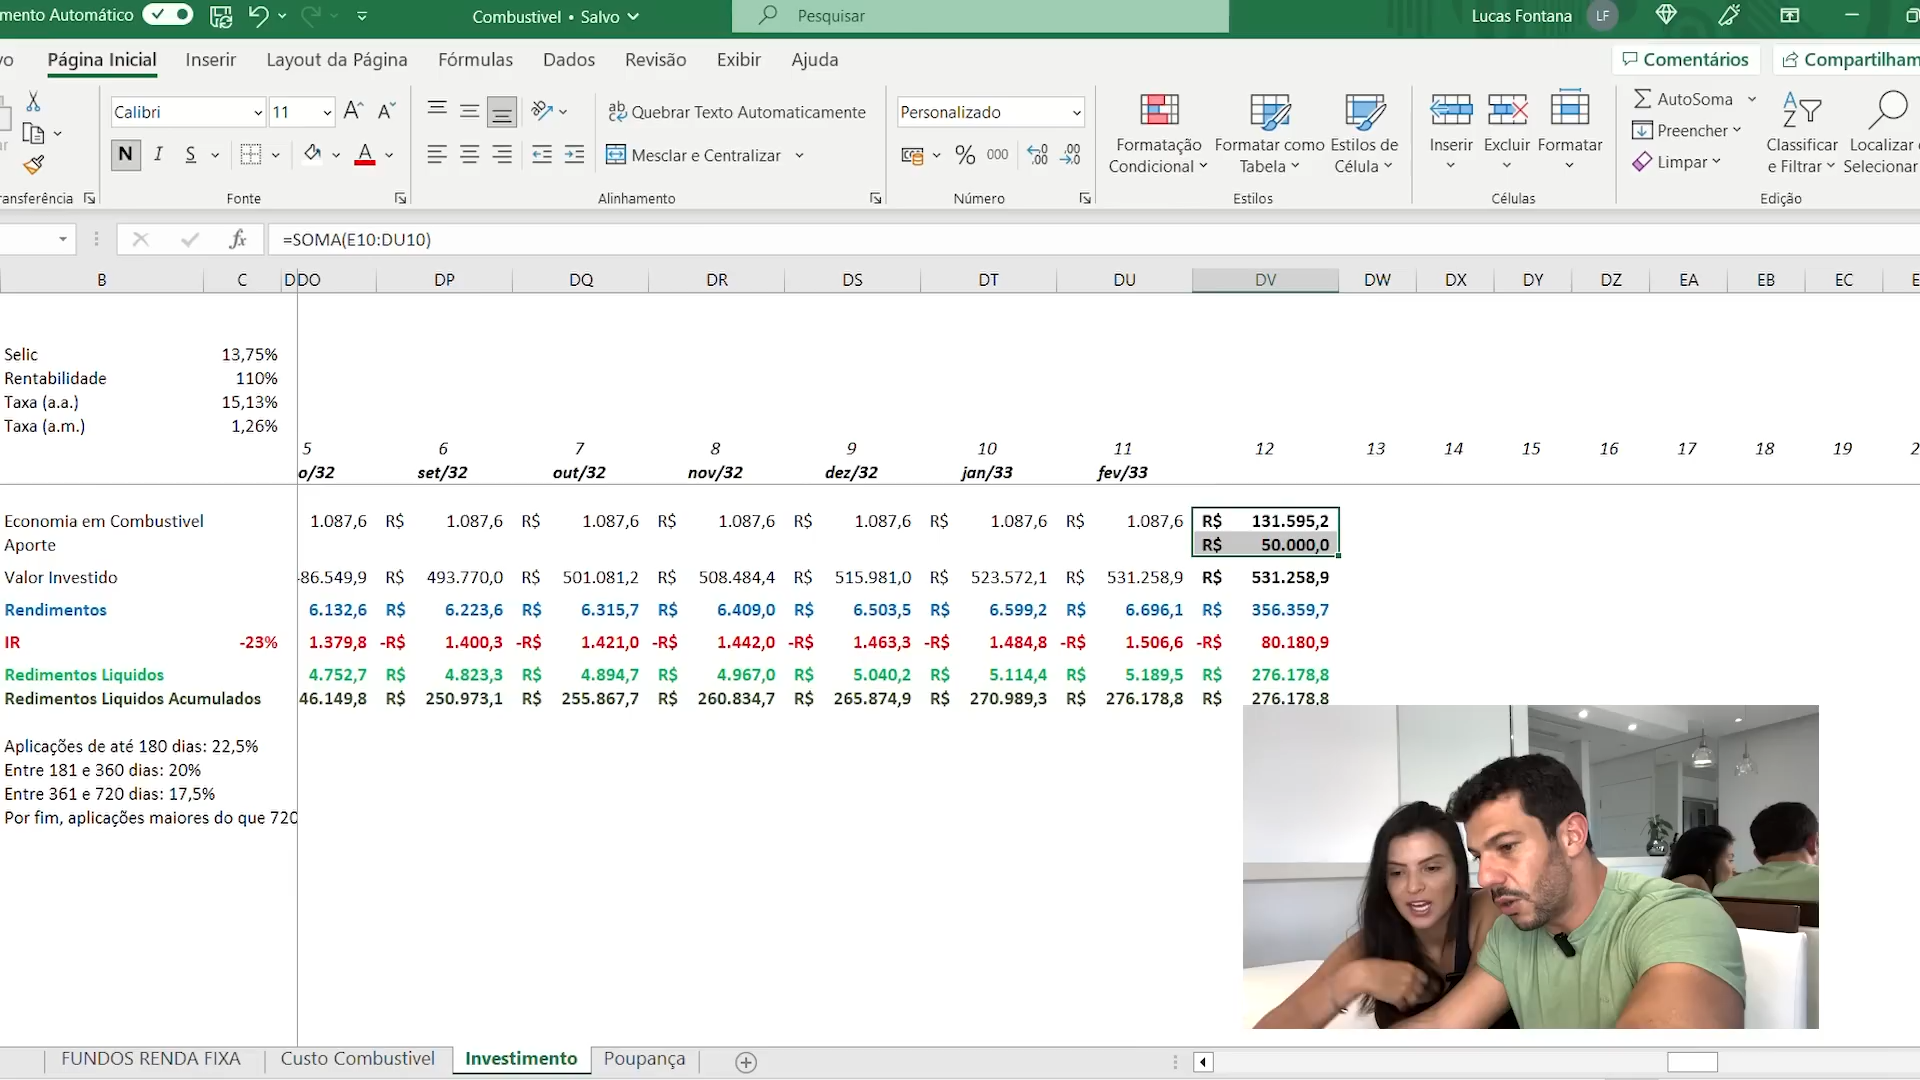 mento Automático
Combustivel • Salvo
Pesquisar
Lucas Fontana
LF
Página Inicial
Inserir
Layout da Página
Fórmulas
Dados
Revisão
Exibir
Ajuda
Comentários
Compartilham
Calibri
11
Quebrar Texto Automaticamente
Personalizado
Formatação Condicional
Formatar como Tabela
Estilos de Célula
Inserir
Excluir
Formatar
AutoSoma
Preencher
Limpar
Classificar e Filtrar
Localizar
Selecionar
N I S
Mesclar e Centralizar
% 000
ansferência
Fonte
Alinhamento
Número
Estilos
Células
Edição
fx =SOMA(E10:DU10)
B C D DO DP DQ DR DS DT DU DV DW DX DY DZ EA EB EC E
Selic 13,75%
Rentabilidade 110%
Taxa (a.a.) 15,13%
Taxa (a.m.) 1,26%
5 6 7 8 9 10 11 12 13 14 15 16 17 18 19 2
o/32 set/32 out/32 nov/32 dez/32 jan/33 fev/33
Economia em Combustivel 1.087,6 R$ 1.087,6 R$ 1.087,6 R$ 1.087,6 R$ 1.087,6 R$ 1.087,6 R$ 1.087,6 R$ 131.595,2
Aporte R$ 50.000,0
Valor Investido 86.549,9 R$ 493.770,0 R$ 501.081,2 R$ 508.484,4 R$ 515.981,0 R$ 523.572,1 R$ 531.258,9 R$ 531.258,9
Rendimentos 6.132,6 R$ 6.223,6 R$ 6.315,7 R$ 6.409,0 R$ 6.503,5 R$ 6.599,2 R$ 6.696,1 R$ 356.359,7
IR -23% 1.379,8 -R$ 1.400,3 -R$ 1.421,0 -R$ 1.442,0 -R$ 1.463,3 -R$ 1.484,8 -R$ 1.506,6 -R$ 80.180,9
Redimentos Liquidos 4.752,7 R$ 4.823,3 R$ 4.894,7 R$ 4.967,0 R$ 5.040,2 R$ 5.114,4 R$ 5.189,5 R$ 276.178,8
Redimentos Liquidos Acumulados 46.149,8 R$ 250.973,1 R$ 255.867,7 R$ 260.834,7 R$ 265.874,9 R$ 270.989,3 R$ 276.178,8 R$ 276.178,8
Aplicações de até 180 dias: 22,5%
Entre 181 e 360 dias: 20%
Entre 361 e 720 dias: 17,5%
Por fim, aplicações maiores do que 720
FUNDOS RENDA FIXA
Custo Combustivel
Investimento
Poupança